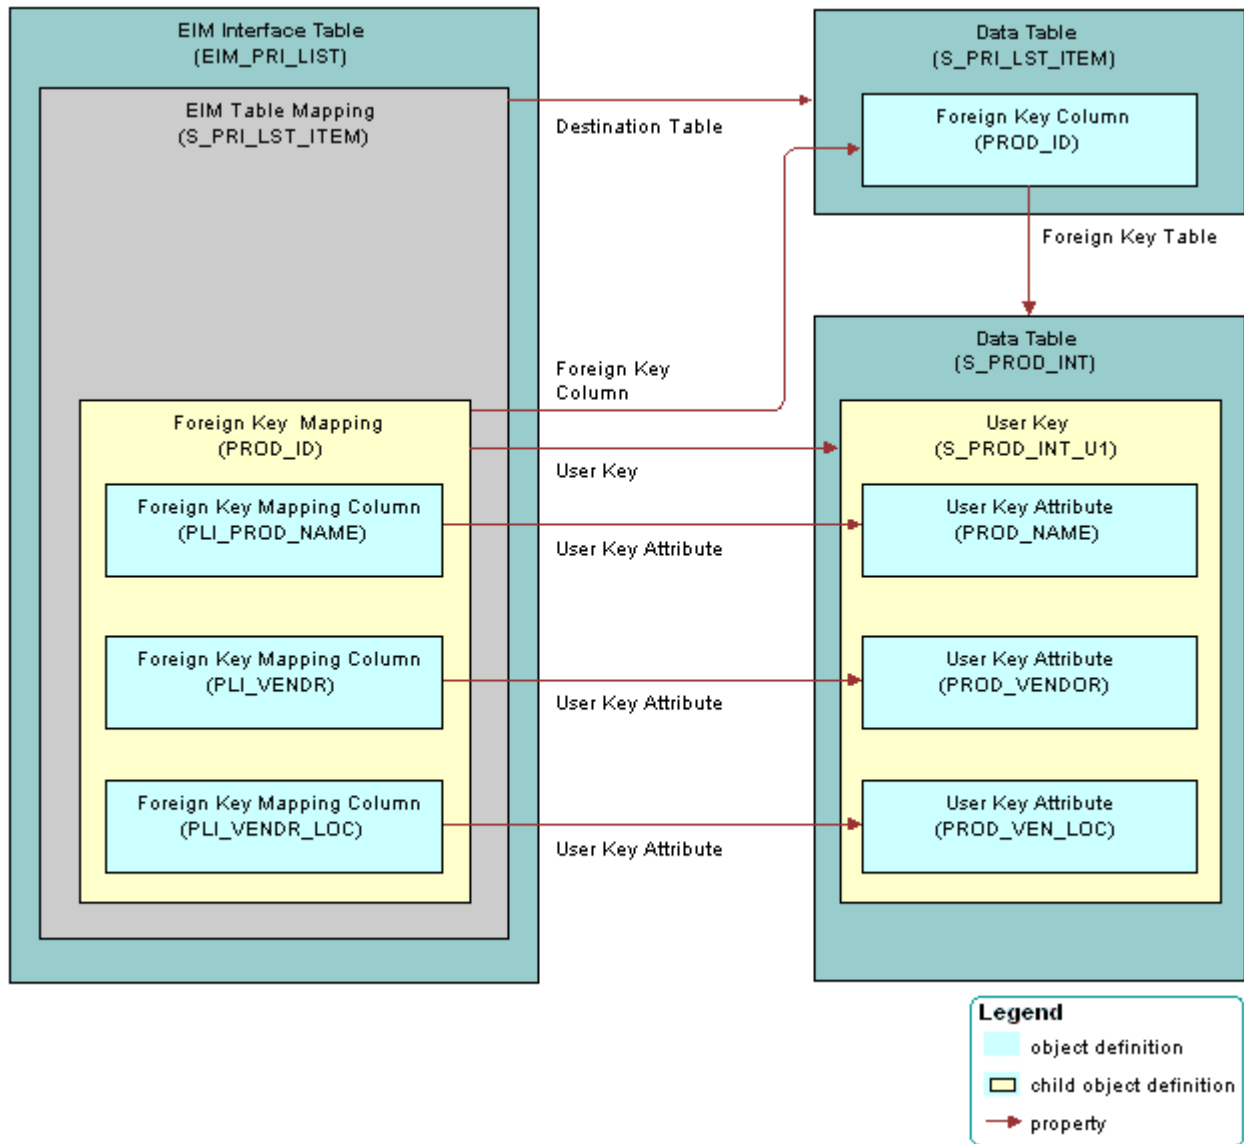 EIM Interface Table
(EIM_PRI_LIST)
EIM Table Mapping
(S_PRI_LST_ITEM)
Destination Table
Data Table
(S_PRI_LST_ITEM)
Foreign Key Column
(PROD_ID)
Foreign Key Table
Foreign Key
Column
Data Table
(S_PROD_INT)
Foreign Key Mapping
(PROD_ID)
User Key
User Key
(S_PROD_INT_U1)
Foreign Key Mapping Column
(PLI_PROD_NAME)
User Key Attribute
User Key Attribute
(PROD_NAME)
Foreign Key Mapping Column
(PLI_VENDR)
User Key Attribute
User Key Attribute
(PROD_VENDOR)
Foreign Key Mapping Column
(PLI_VENDR_LOC)
User Key Attribute
User Key Attribute
(PROD_VEN_LOC)
Legend
object definition
child object definition
property